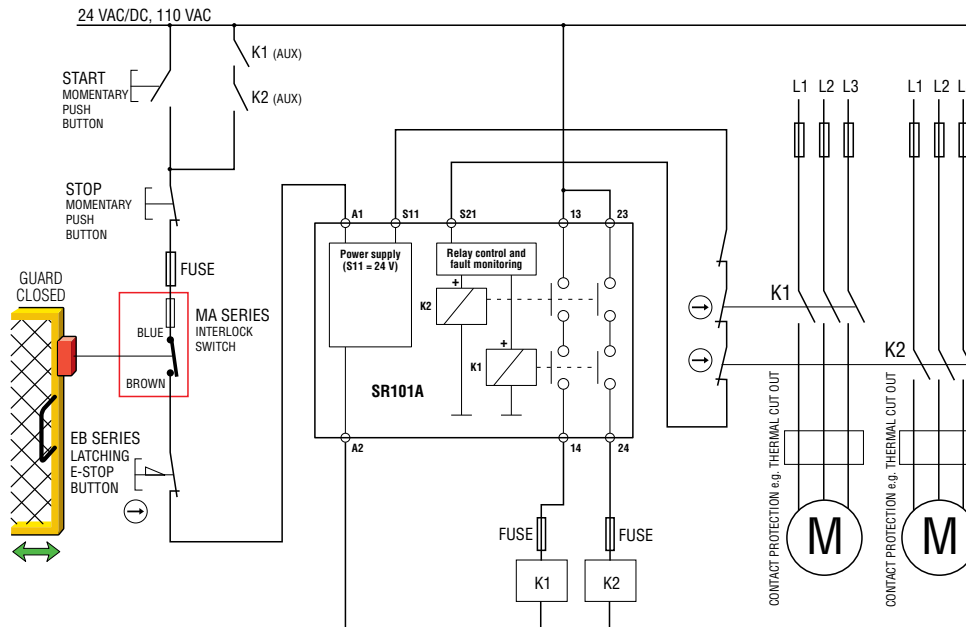 24 VAC/DC, 110 VAC
K1 (AUX)
K2 (AUX)
START
MOMENTARY
PUSH
BUTTON
STOP
MOMENTARY
PUSH
BUTTON
FUSE
GUARD
CLOSED
BLUE
BROWN
MA SERIES
INTERLOCK
SWITCH
EB SERIES
LATCHING
E-STOP
BUTTON
A1
S11
S21
13
23
Power supply
(S11 = 24 V)
Relay control and
fault monitoring
+
K2
+
K1
SR101A
A2
14
24
FUSE
FUSE
K1
K2
L1 L2 L3
L1 L2 L
K1
K2
CONTACT PROTECTION e.g. THERMAL CUT OUT
CONTACT PROTECTION e.g. THERMAL CUT OUT
M
M